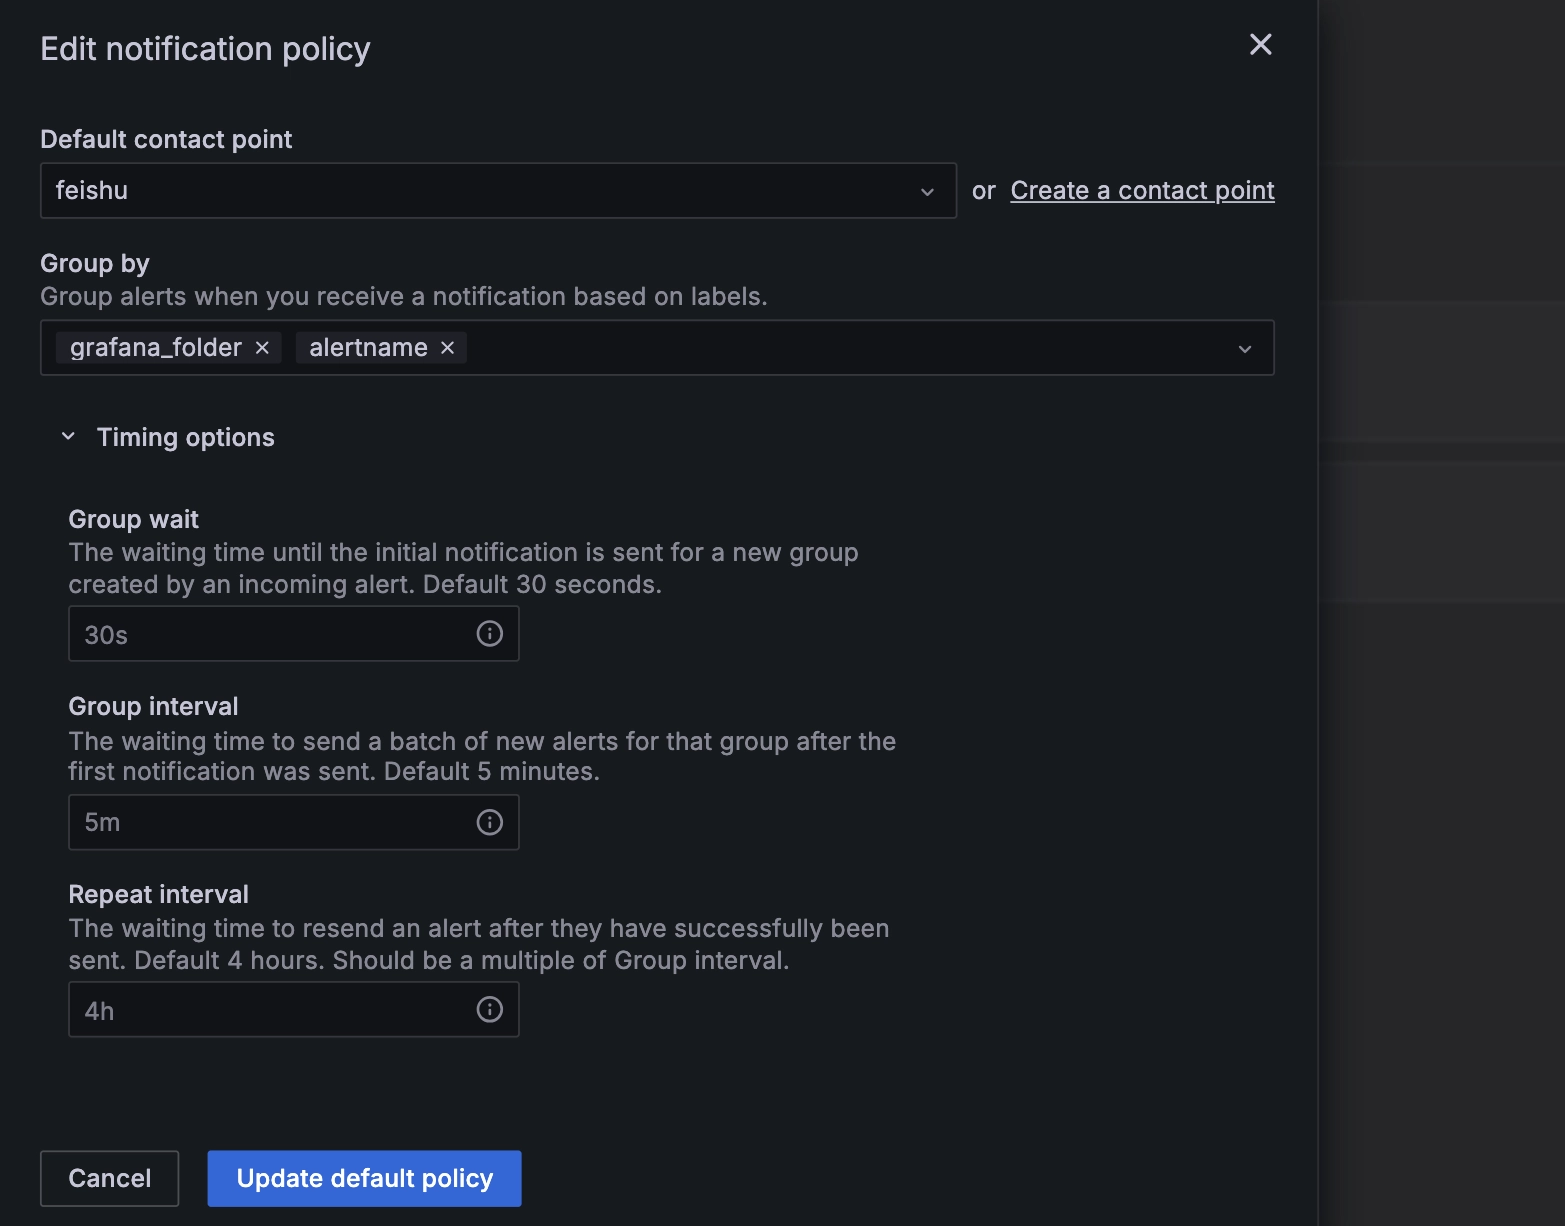 Edit notification policy
Default contact point
feishu
or Create a contact point
Group by
Group alerts when you receive a notification based on labels.
grafana_folder alertname
Timing options
Group wait
The waiting time until the initial notification is sent for a new group
created by an incoming alert. Default 30 seconds.
30s
Group interval
The waiting time to send a batch of new alerts for that group after the
first notification was sent. Default 5 minutes.
5m
Repeat interval
The waiting time to resend an alert after they have successfully been
sent. Default 4 hours. Should be a multiple of Group interval.
4h
Cancel
Update default policy